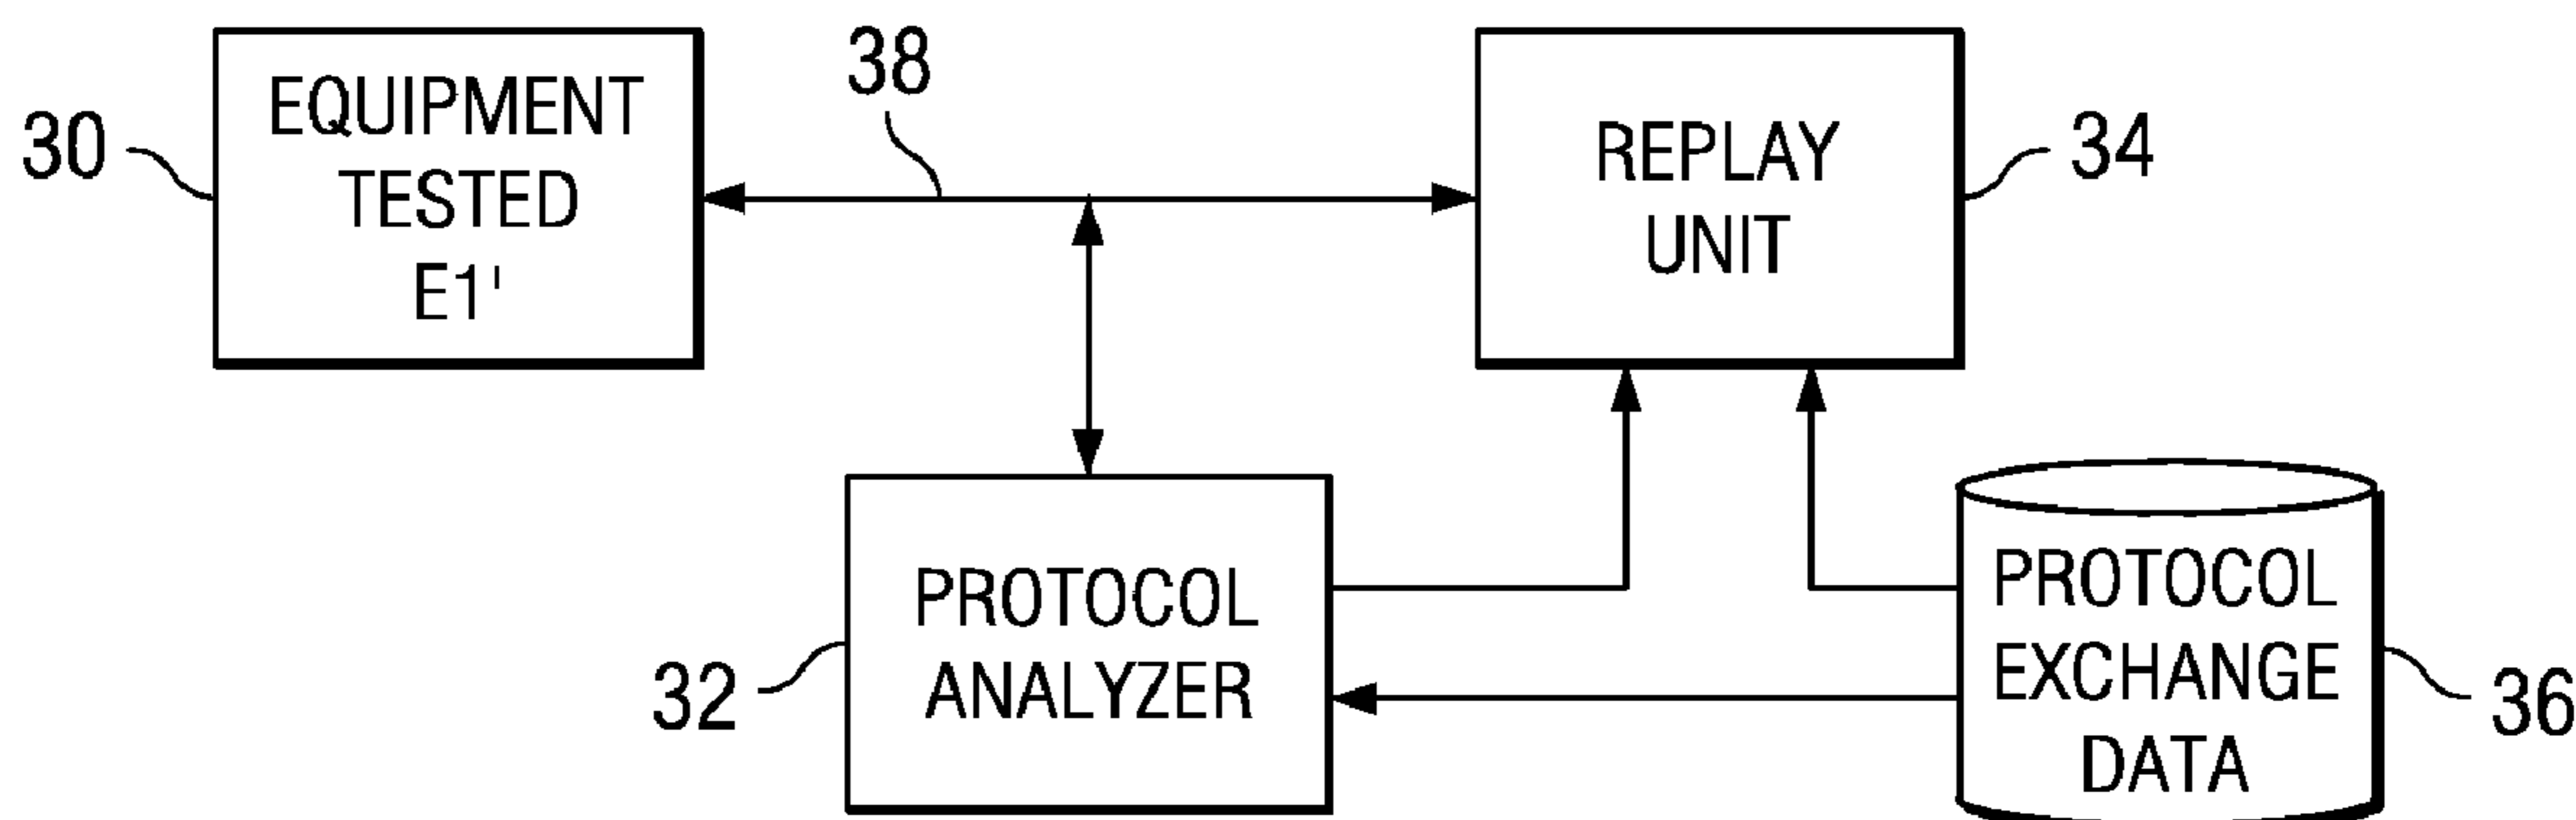 38
30
EQUIPMENT
TESTED
E1'
REPLAY
UNIT
34
PROTOCOL
ANALYZER
32
PROTOCOL
EXCHANGE
DATA
36